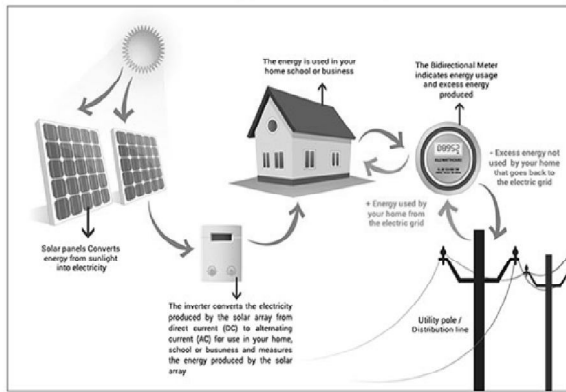 The energy is used in your
home school or business
The Bidirectional Meter
indicates energy usage
and excess energy
produced
- Excess energy not
used by your home
that goes back to
the electric grid
+ Energy used by
your home from
the electric grid
Solar panels Converts
energy from sunlight
into electricity
The inverter converts the electricity
produced by the solar array from
direct current (DC) to alternating
current (AC) for use in your home,
school or business and measures
the energy produced by the solar
array
Utility pole /
Distribution line